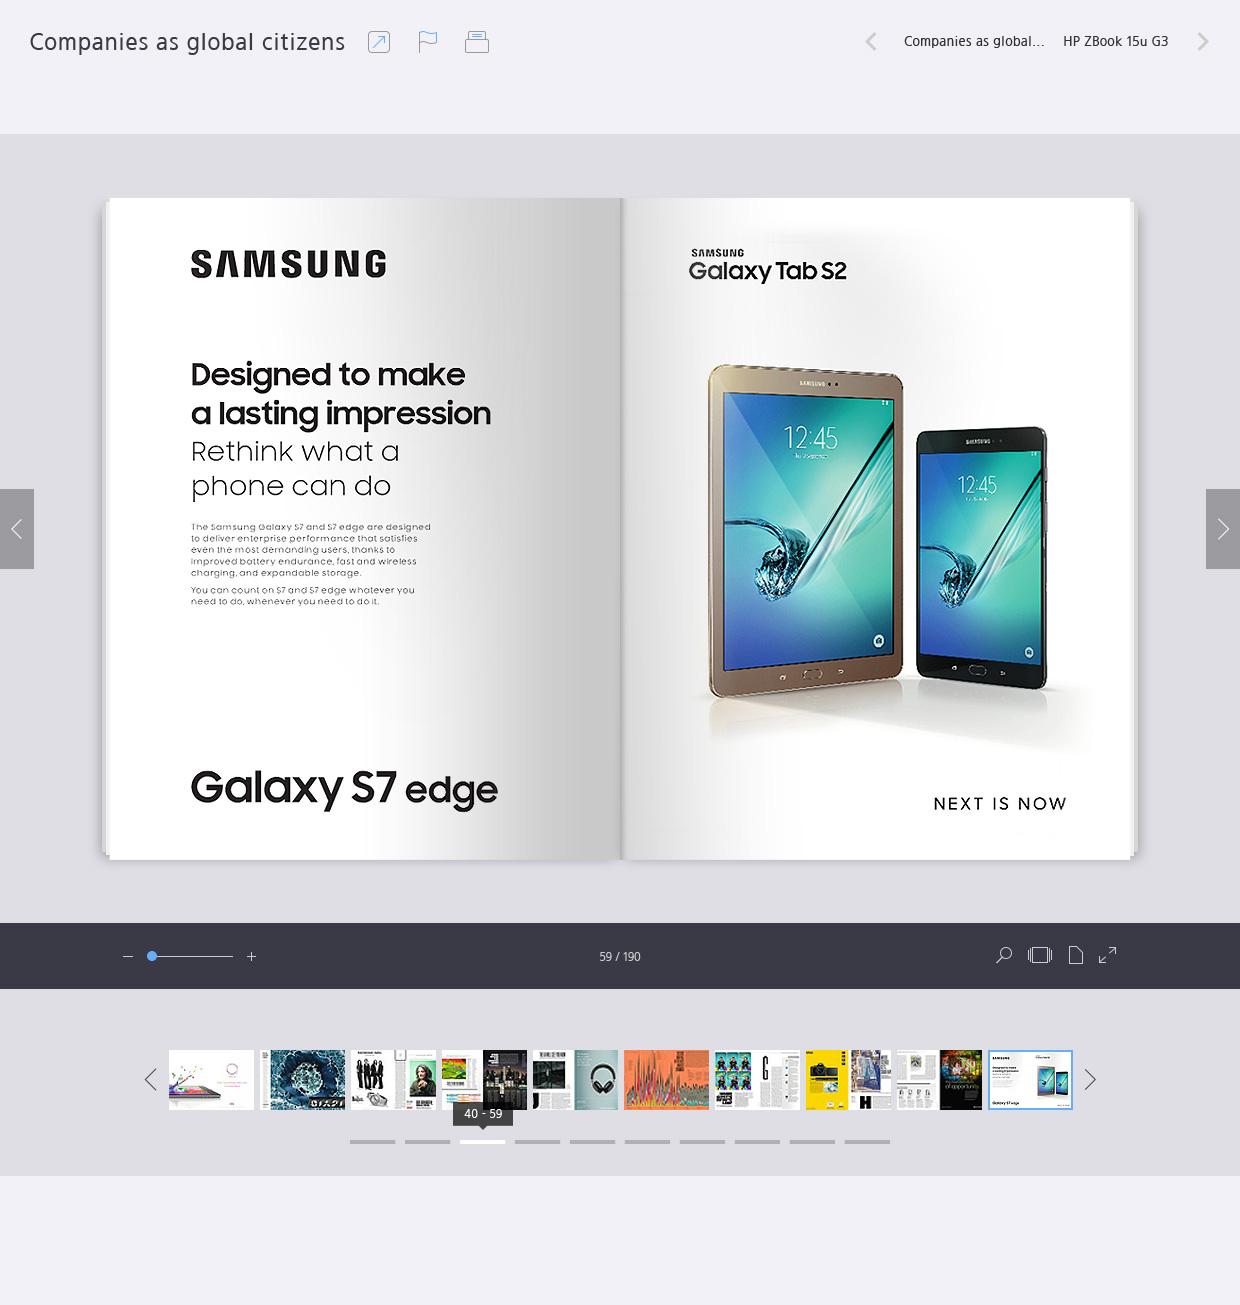 Companies as global citizens
Companies as global...
HP ZBook 15u G3
SAMSUNG
Designed to make
a lasting impression
Rethink what a
phone can do
The Samsung Galaxy S7 and S7 edge are designed
to deliver enterprise performance that satisfies
even the most demanding users, thanks to
improved battery endurance, fast and wireless
charging, and expandable storage.
You can count on S7 and S7 edge whatever you
need to do, whenever you need to do it.
Galaxy S7 edge
SAMSUNG
Galaxy Tab S2
SAMSUNG
12:45
SAMSUNG
12:45
NEXT IS NOW
59 / 190
40 - 59